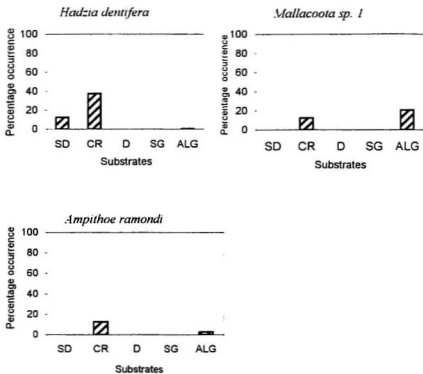 Hadzia dentifera
Percentage occurrence
100
80
60
40
20
0
SD CR D SG ALG
Substrates
Mallacoota sp. 1
Percentage occurrence
100
80
60
40
20
0
SD CR D SG ALG
Substrates
Ampithoe ramondi
Percentage occurrence
100
80
60
40
20
0
SD CR D SG ALG
Substrates